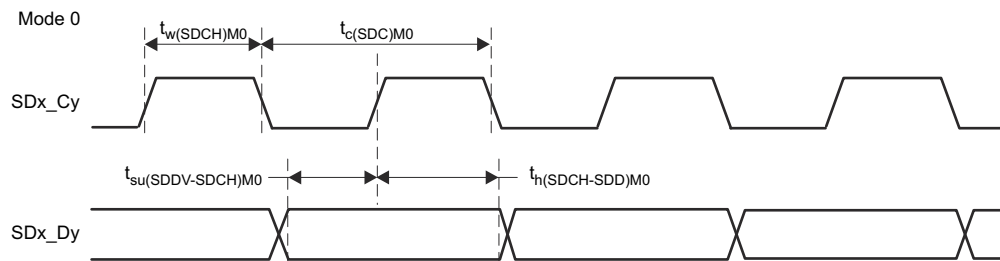 Mode 0
tw(SDCH)M0 tc(SDC)M0
SDx_Cy
tsu(SDDV-SDCH)M0 th(SDCH-SDD)M0
SDx_Dy